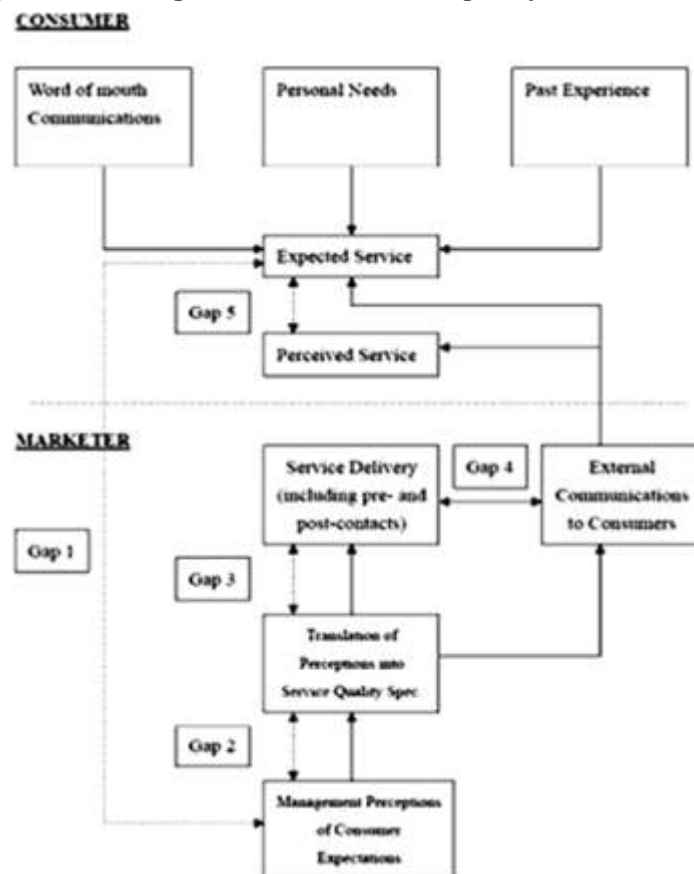 CONSUMER
Word of mouth
Communications
Personal Needs
Past Experience
Expected Service
Gap 5
Perceived Service
MARKETER
Service Delivery
(including pre- and
post-contacts)
Gap 4
External
Communications
to Consumers
Gap 1
Gap 3
Translation of
Perceptions into
Service Quality Spec.
Gap 2
Management Perceptions
of Consumer
Expectations